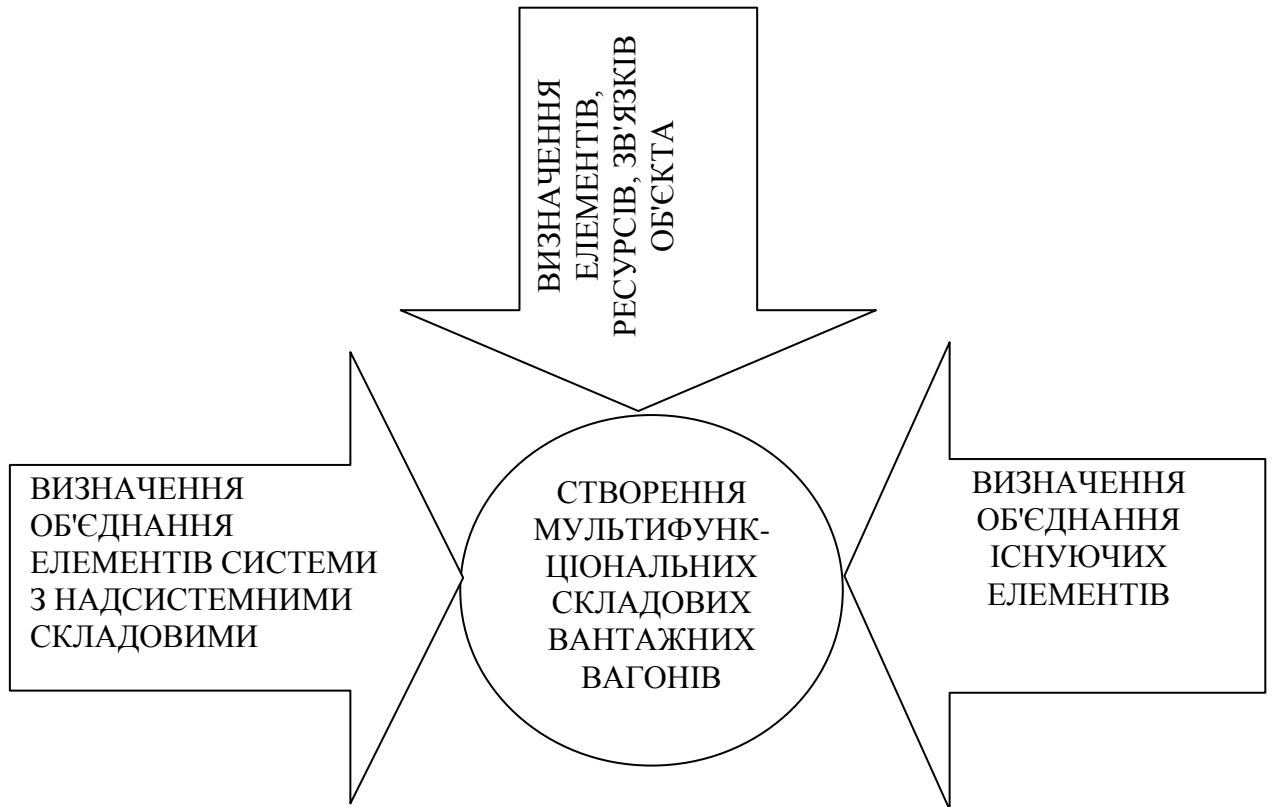 ВИЗНАЧЕННЯ
ЕЛЕМЕНТІВ,
РЕСУРСІВ, ЗВ'ЯЗКІВ
ОБ'ЄКТА
ВИЗНАЧЕННЯ
ОБ'ЄДНАННЯ
ЕЛЕМЕНТІВ СИСТЕМИ
З НАДСИСТЕМНИМИ
СКЛАДОВИМИ
СТВОРЕННЯ
МУЛЬТИФУНК-
ЦІОНАЛЬНИХ
СКЛАДОВИХ
ВАНТАЖНИХ
ВАГОНІВ
ВИЗНАЧЕННЯ
ОБ'ЄДНАННЯ
ІСНУЮЧИХ
ЕЛЕМЕНТІВ